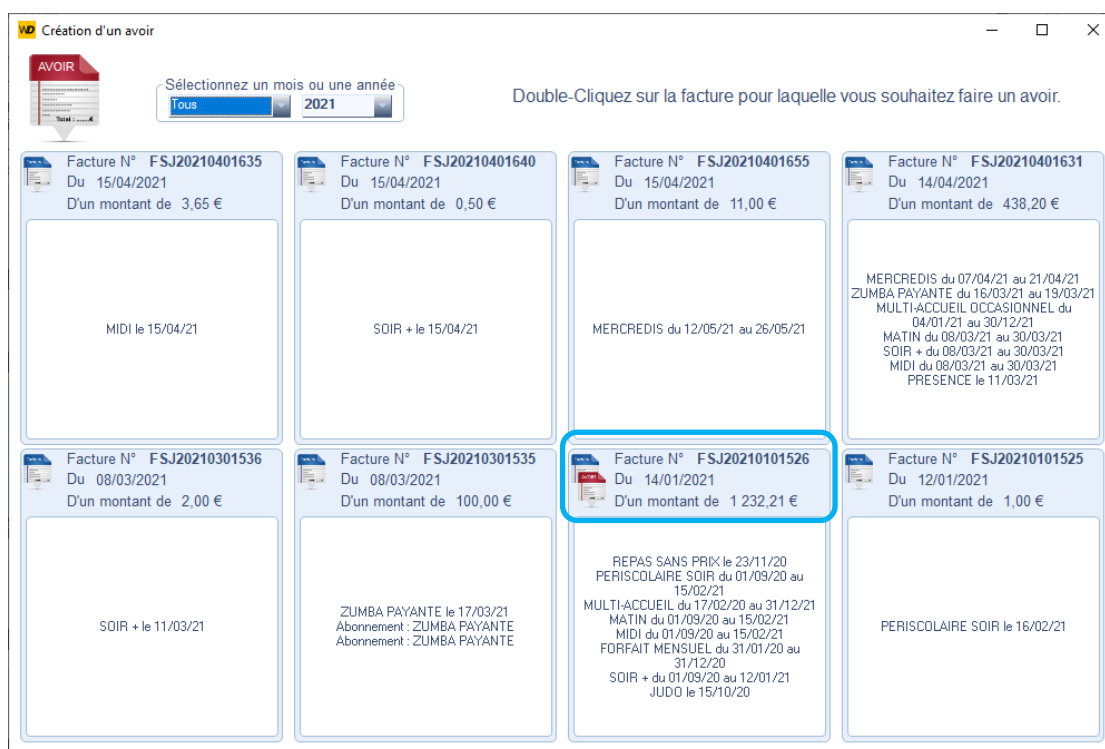 Création d'un avoir
AVOIR
Total : ......€
Sélectionnez un mois ou une année
Tous
2021
Double-Cliquez sur la facture pour laquelle vous souhaitez faire un avoir.
Facture N° FSJ20210401635
Du 15/04/2021
D'un montant de 3,65 €
MIDI le 15/04/21
Facture N° FSJ20210401640
Du 15/04/2021
D'un montant de 0,50 €
SOIR + le 15/04/21
Facture N° FSJ20210401655
Du 15/04/2021
D'un montant de 11,00 €
MERCREDIS du 12/05/21 au 26/05/21
Facture N° FSJ20210401631
Du 14/04/2021
D'un montant de 438,20 €
MERCREDIS du 07/04/21 au 21/04/21
ZUMBA PAYANTE du 16/03/21 au 19/03/21
MULTI-ACCUEIL OCCASIONNEL du
04/01/21 au 30/12/21
MATIN du 08/03/21 au 30/03/21
SOIR + du 08/03/21 au 30/03/21
MIDI du 08/03/21 au 30/03/21
PRESENCE le 11/03/21
Facture N° FSJ20210301536
Du 08/03/2021
D'un montant de 2,00 €
SOIR + le 11/03/21
Facture N° FSJ20210301535
Du 08/03/2021
D'un montant de 100,00 €
ZUMBA PAYANTE le 17/03/21
Abonnement : ZUMBA PAYANTE
Abonnement : ZUMBA PAYANTE
Facture N° FSJ20210101526
Du 14/01/2021
D'un montant de 1 232,21 €
REPAS SANS PRIX le 23/11/20
PERISCOLAIRE SOIR du 01/09/20 au
15/02/21
MULTI-ACCUEIL du 17/02/20 au 31/12/21
MATIN du 01/09/20 au 15/02/21
MIDI du 01/09/20 au 15/02/21
FORFAIT MENSUEL du 31/01/20 au
31/12/20
SOIR + du 01/09/20 au 12/01/21
JUDO le 15/10/20
Facture N° FSJ20210101525
Du 12/01/2021
D'un montant de 1,00 €
PERISCOLAIRE SOIR le 16/02/21